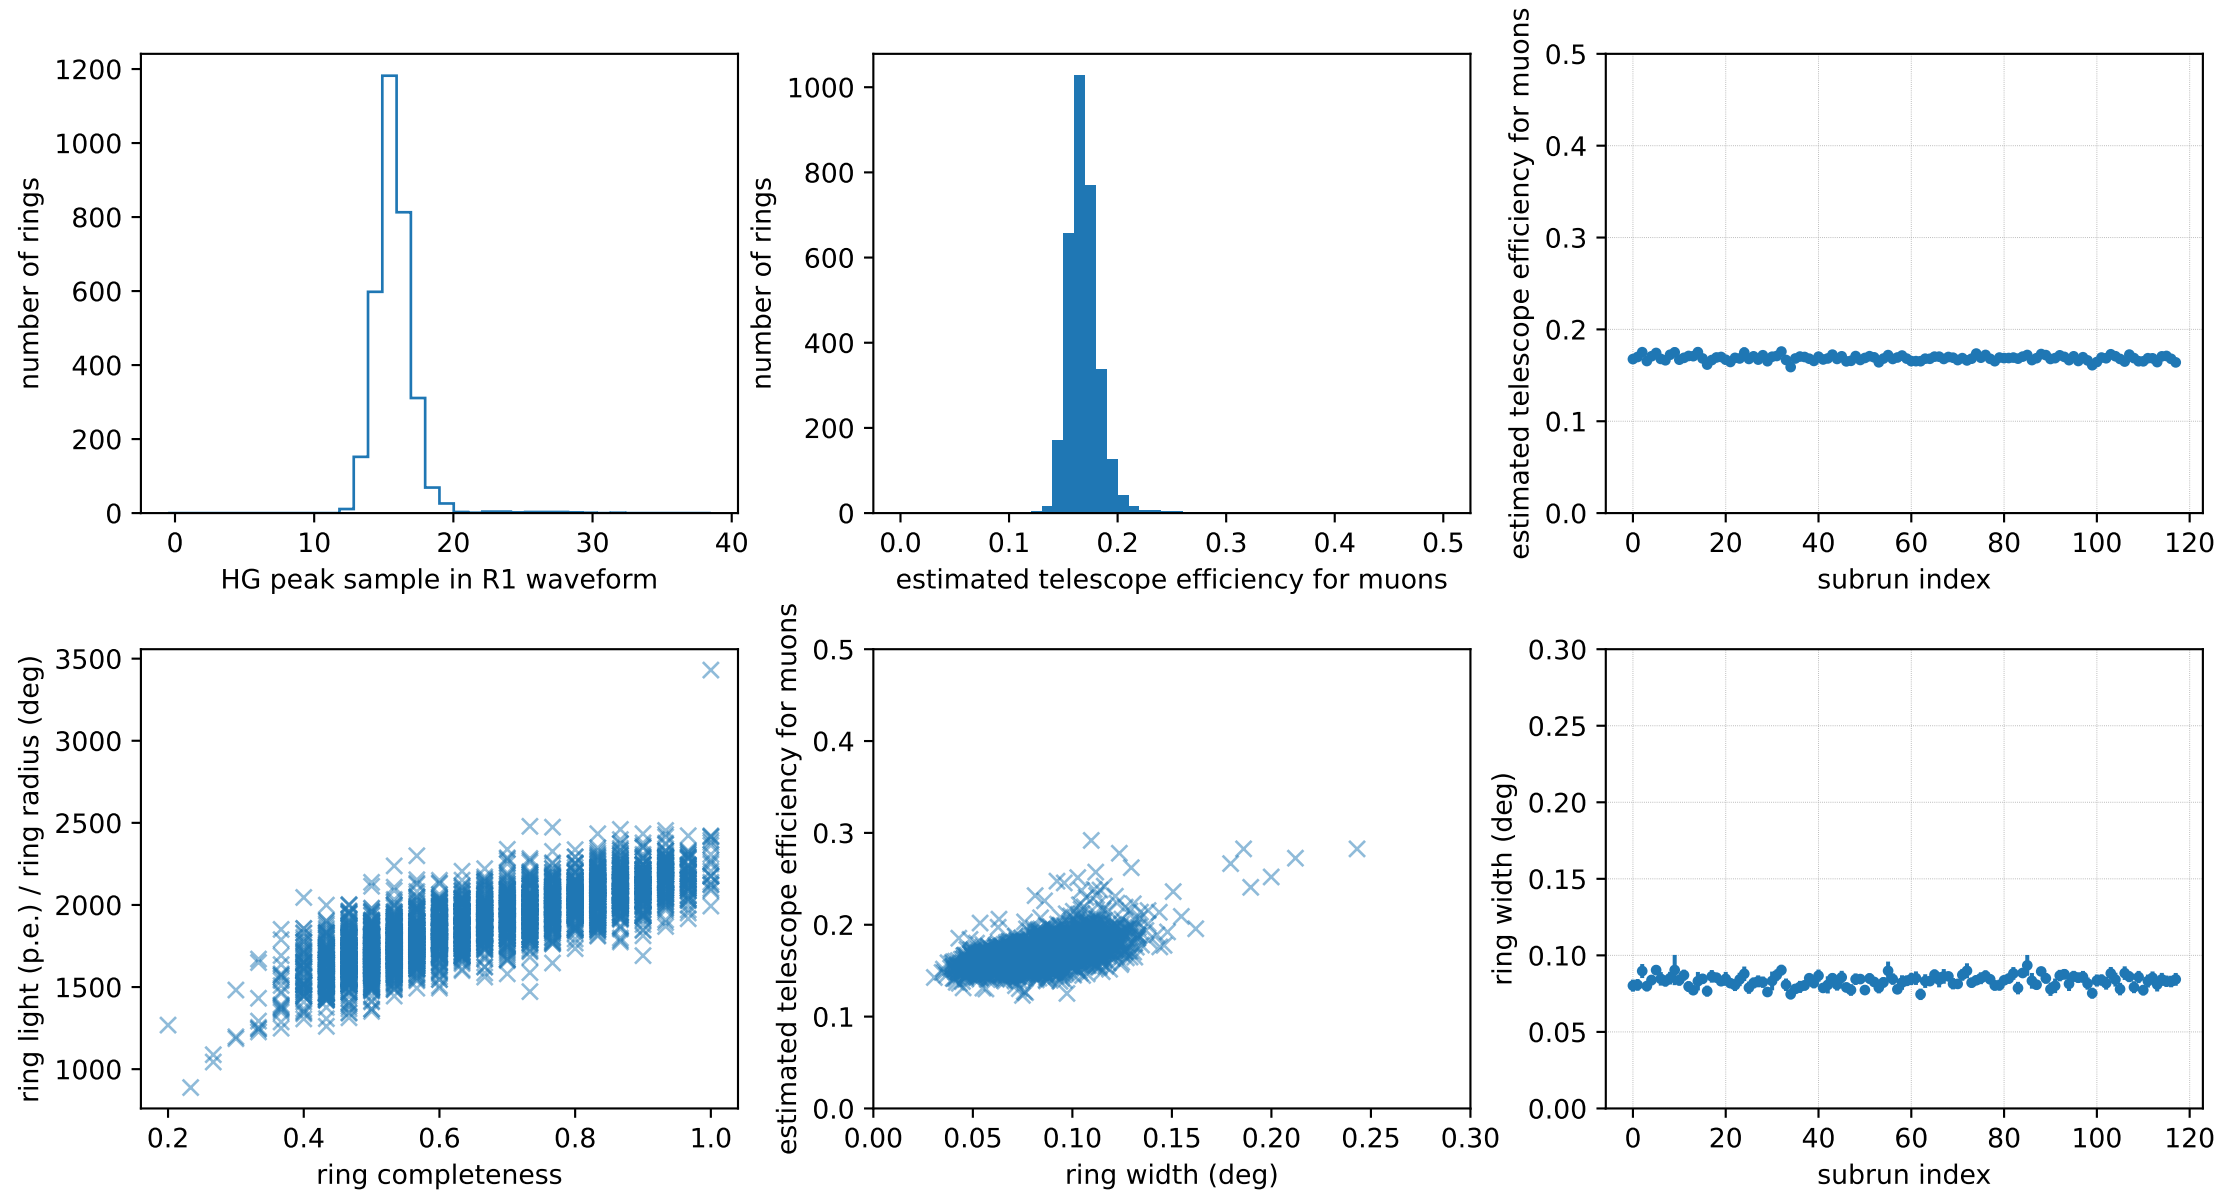 number of rings
1200
1000
800
600
400
200
0
0 10 20 30 40
HG peak sample in R1 waveform
number of rings
1000
800
600
400
200
0
0.0 0.1 0.2 0.3 0.4 0.5
estimated telescope efficiency for muons
estimated telescope efficiency for muons
0.5
0.4
0.3
0.2
0.1
0.0
0 20 40 60 80 100 120
subrun index
ring light (p.e.) / ring radius (deg)
3500
3000
2500
2000
1500
1000
0.2 0.4 0.6 0.8 1.0
ring completeness
estimated telescope efficiency for muons
0.5
0.4
0.3
0.2
0.1
0.0
0.00 0.05 0.10 0.15 0.20 0.25 0.30
ring width (deg)
ring width (deg)
0.30
0.25
0.20
0.15
0.10
0.05
0.00
0 20 40 60 80 100 120
subrun index